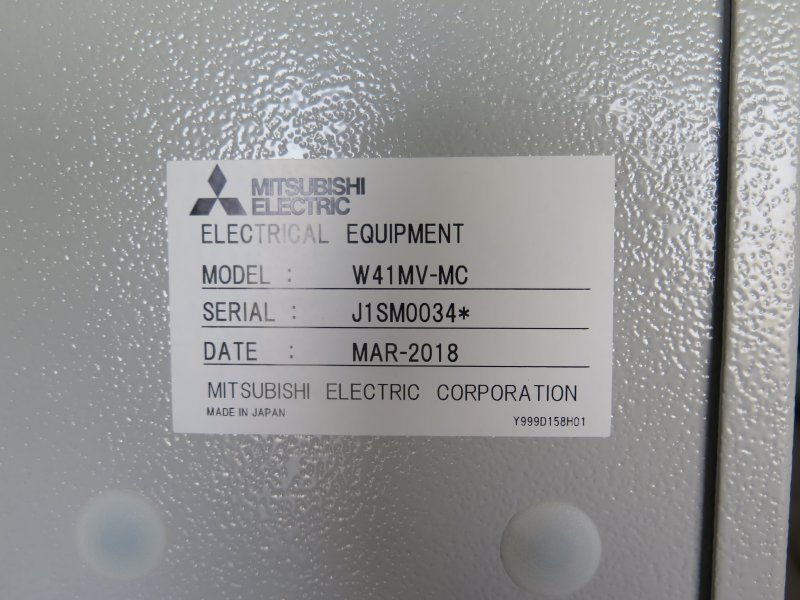 MITSUBISHI
ELECTRIC
ELECTRICAL EQUIPMENT
MODEL : W41MV-MC
SERIAL : J1SM0034*
DATE : MAR-2018
MITSUBISHI ELECTRIC CORPORATION
MADE IN JAPAN
Y999D158H01